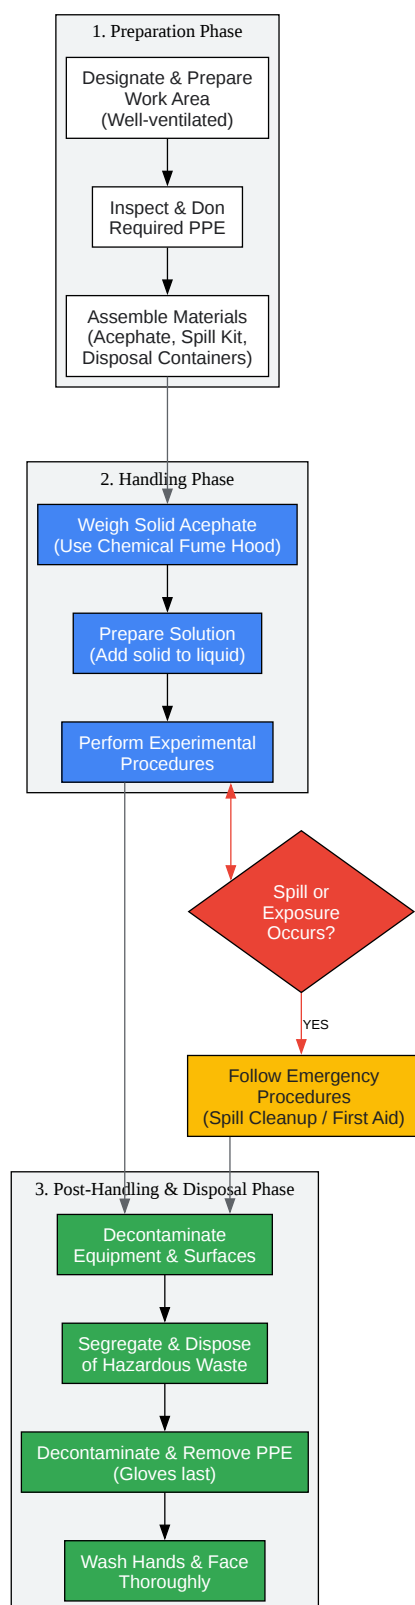 1. Preparation Phase
Designate & Prepare
Work Area
(Well-ventilated)
Inspect & Don
Required PPE
Assemble Materials
(Acephate, Spill Kit,
Disposal Containers)
2. Handling Phase
Weigh Solid Acephate
(Use Chemical Fume Hood)
Prepare Solution
(Add solid to liquid)
Perform Experimental
Procedures
Spill or
Exposure
Occurs?
YES
Follow Emergency
Procedures
(Spill Cleanup / First Aid)
3. Post-Handling & Disposal Phase
Decontaminate
Equipment & Surfaces
Segregate & Dispose
of Hazardous Waste
Decontaminate & Remove PPE
(Gloves last)
Wash Hands & Face
Thoroughly